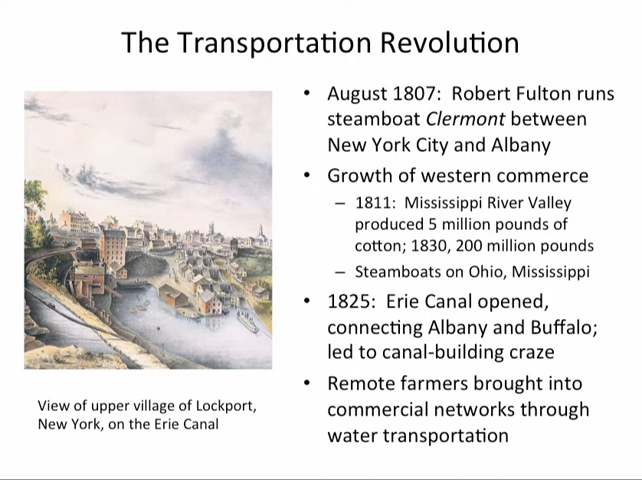 The Transportation Revolution
• August 1807:  Robert Fulton runs
steamboat Clermont between
New York City and Albany
• Growth of western commerce
– 1811:  Mississippi River Valley
produced 5 million pounds of
cotton; 1830, 200 million pounds
– Steamboats on Ohio, Mississippi
• 1825:  Erie Canal opened,
connecting Albany and Buffalo;
led to canal-building craze
• Remote farmers brought into
commercial networks through
water transportation
View of upper village of Lockport,
New York, on the Erie Canal